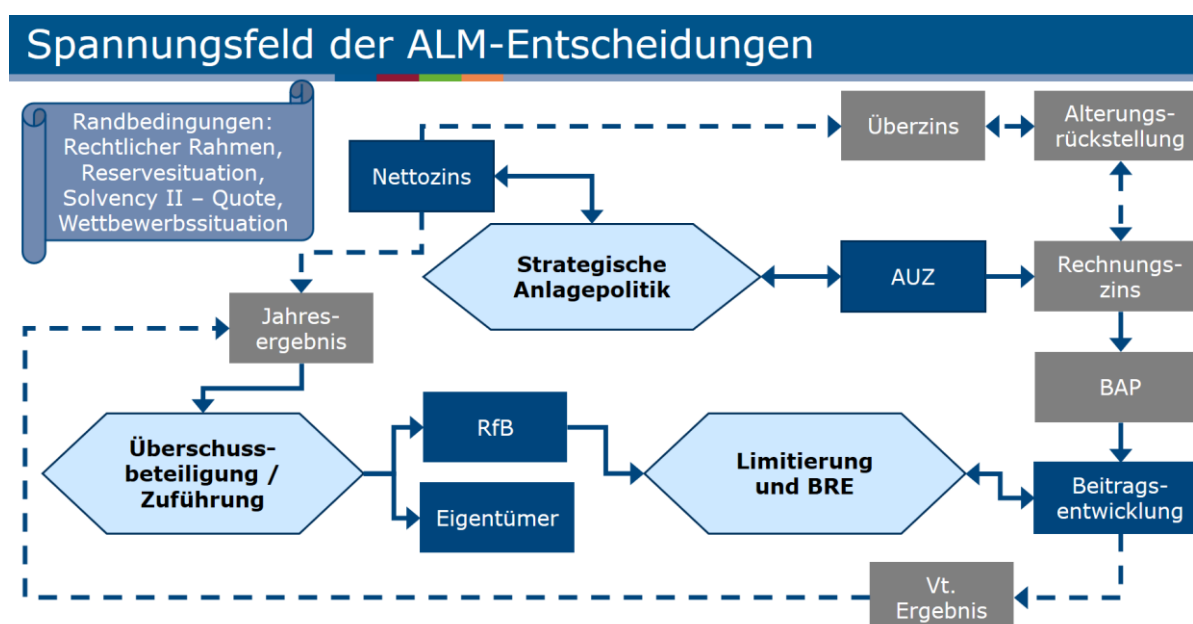 Spannungsfeld der ALM-Entscheidungen
Randbedingungen:
Rechtlicher Rahmen,
Reservesituation,
Solvency II – Quote,
Wettbewerbssituation
Nettozins
Überzins
Alterungs-
rückstellung
Strategische
Anlagepolitik
AUZ
Rechnungs-
zins
Jahres-
ergebnis
BAP
Überschuss-
beteiligung /
Zuführung
RfB
Eigentümer
Limitierung
und BRE
Beitrags-
entwicklung
Vt.
Ergebnis